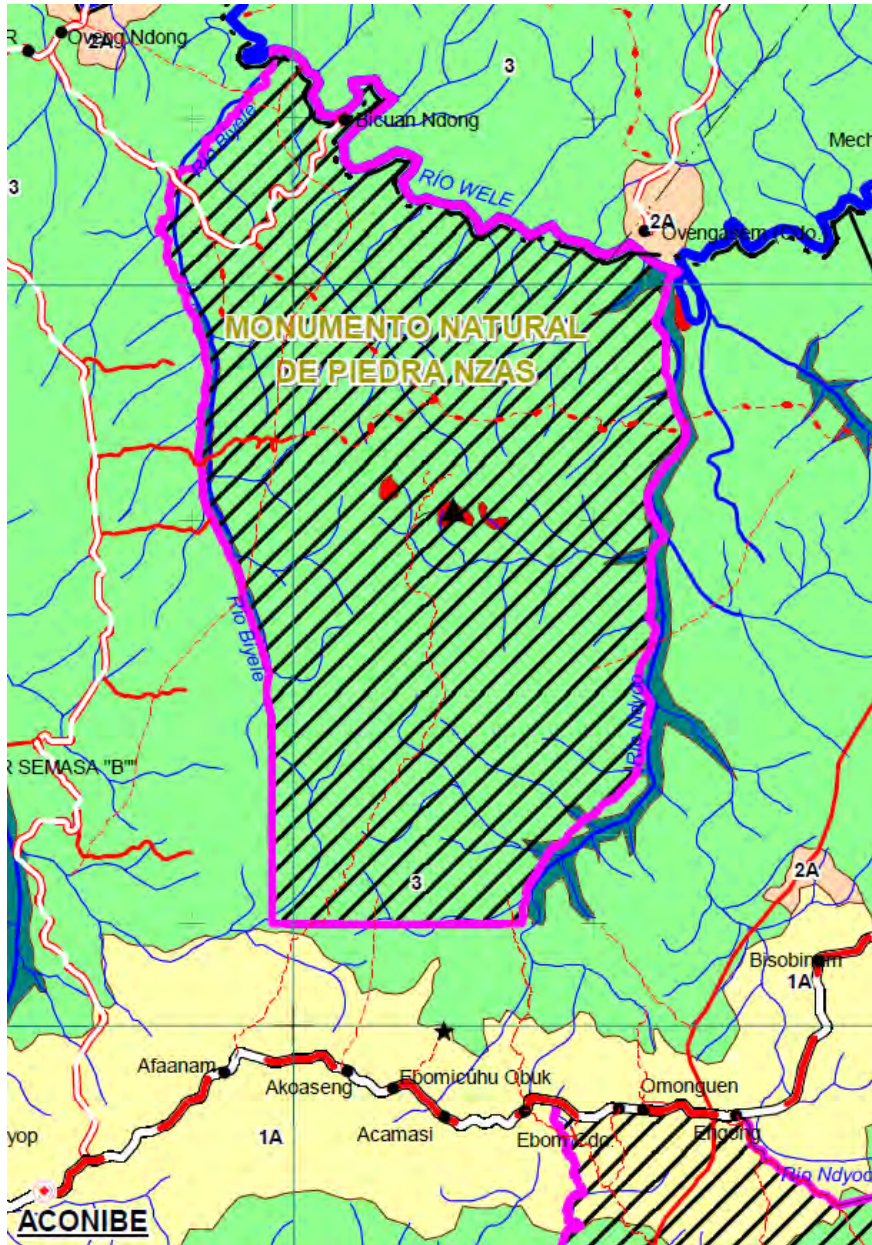 R
Oveng Ndong
2A
3
Bicuan Ndong
Río Biyele
Mech
3
RÍO WELE
2A
Ovengasem (Cdo.
MONUMENTO NATURAL
DE PIEDRA NZAS
Río Biyele
Río Ndyoo
R SEMASA "B""
3
2A
Bisobinam
1A
Afaanam
Akoaseng
Ebomicuhu Obuk
Omonguen
yop
1A
Acamasi
Ebom Zdo.
Engong
Río Ndyoo
ACONIBE